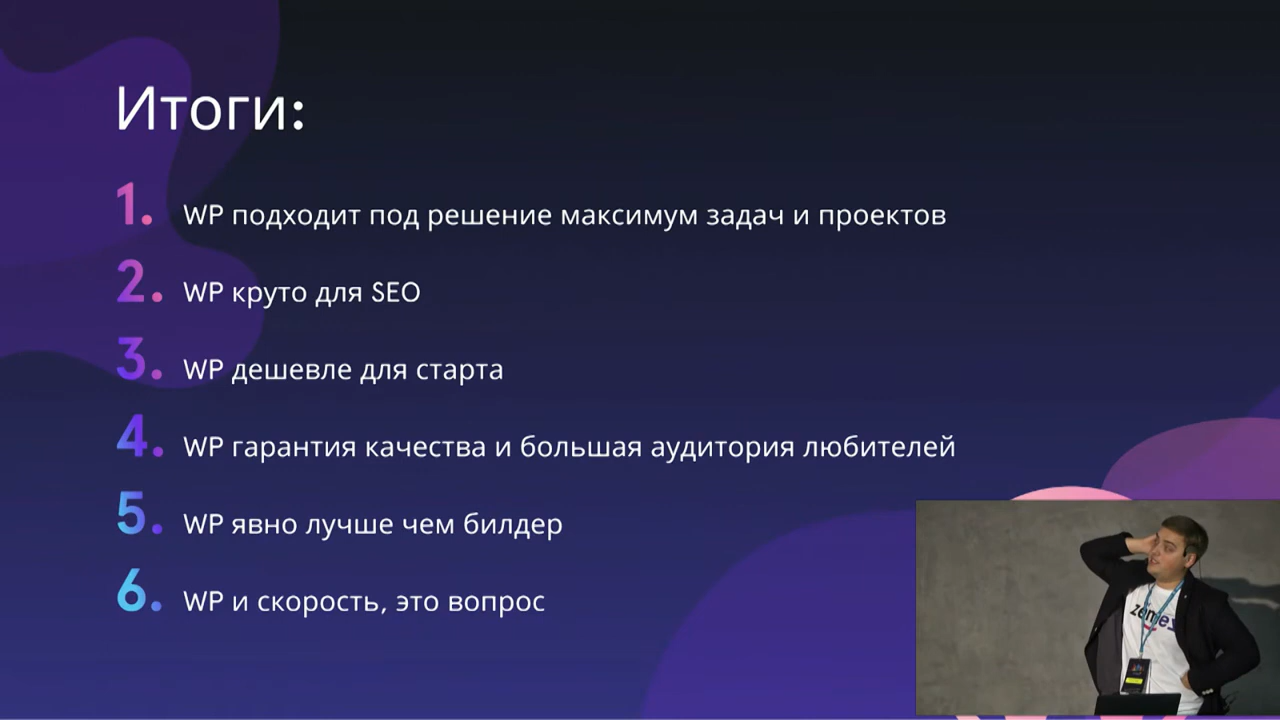 Итоги:
1. WP подходит под решение максимум задач и проектов
2. WP круто для SEO
3. WP дешевле для старта
4. WP гарантия качества и большая аудитория любителей
5. WP явно лучше чем билдер
6. WP и скорость, это вопрос